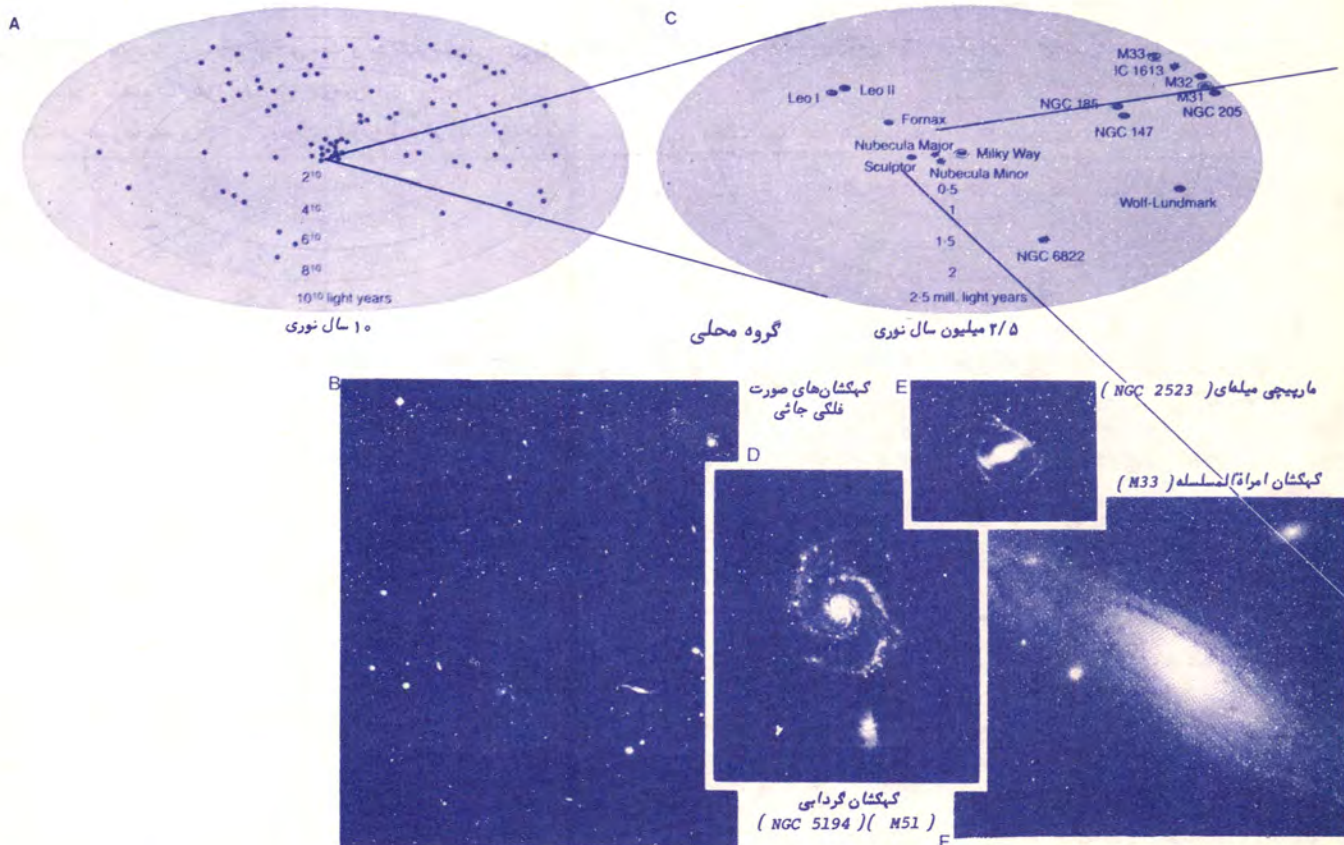 A
2¹⁰
4¹⁰
6¹⁰
8¹⁰
10¹⁰ light years
۱۰ سال نوری
C
M33
IC 1613
M32
M31
NGC 205
NGC 185
NGC 147
Leo I
Leo II
Fornax
Nubecula Major
Milky Way
Sculptor
Nubecula Minor
0·5
1
1·5
2
2·5 mill. light years
Wolf-Lundmark
NGC 6822
۲/۵ میلیون سال نوری
گروه محلی
B
کهکشان‌های صورت
فلکی جاثی
D
کهکشان گردابی
( NGC 5194 )( M51 )
E
مارپیچی میله‌ای ( NGC 2523 )
کهکشان امراةالمسلسله ( M33 )